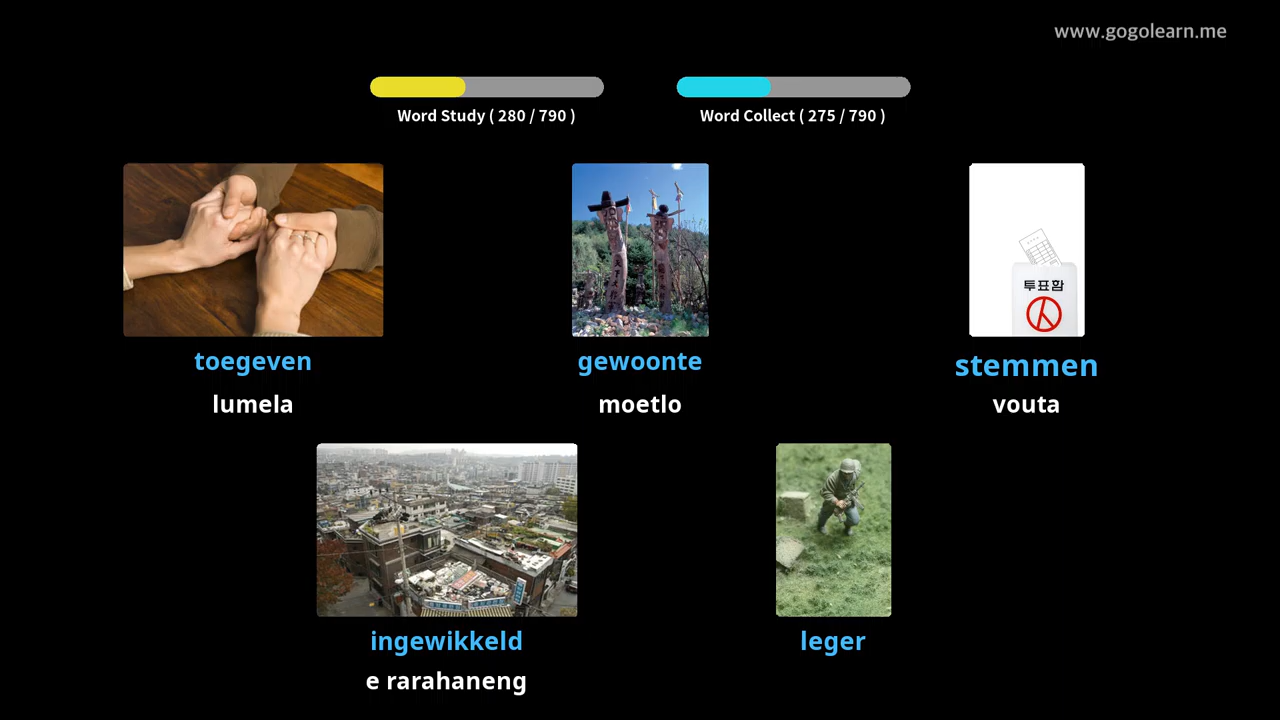 www.gogolearn.me
Word Study ( 280 / 790 )
Word Collect ( 275 / 790 )
투표함
toegeven
gewoonte
stemmen
lumela
moetlo
vouta
ingewikkeld
leger
e rarahaneng